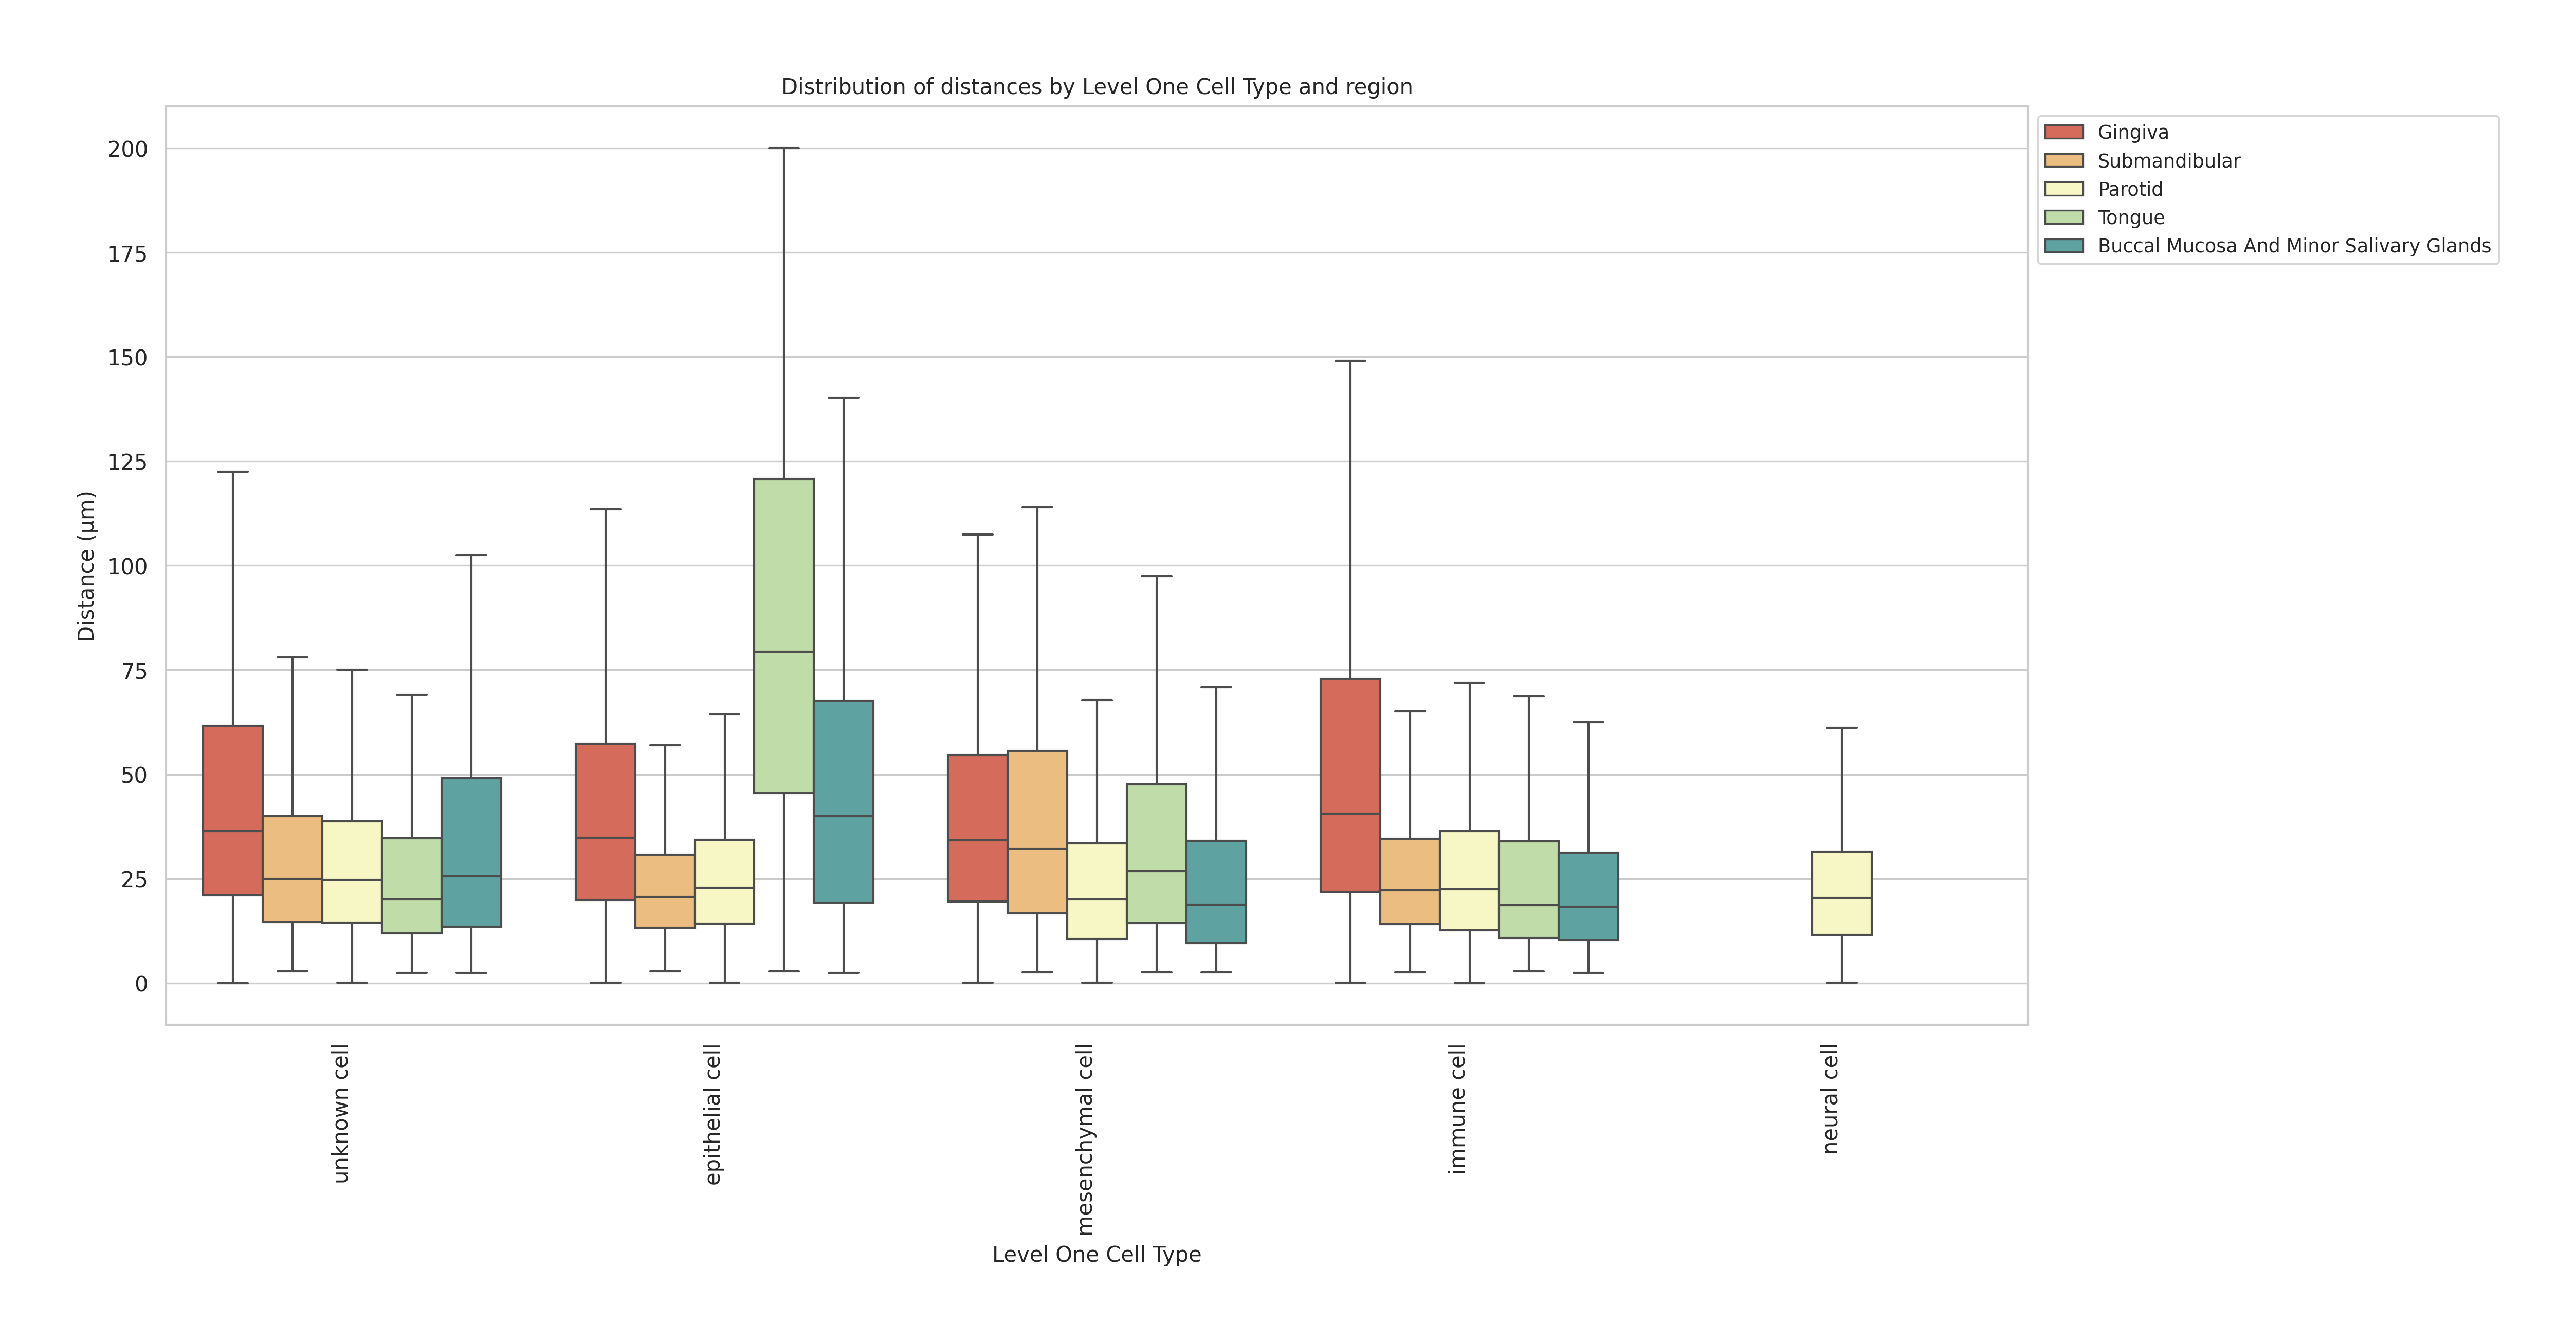 Distribution of distances by Level One Cell Type and region
200
175
150
125
100
75
50
25
0
Distance (µm)
unknown cell
epithelial cell
mesenchymal cell
immune cell
neural cell
Level One Cell Type
Gingiva
Submandibular
Parotid
Tongue
Buccal Mucosa And Minor Salivary Glands